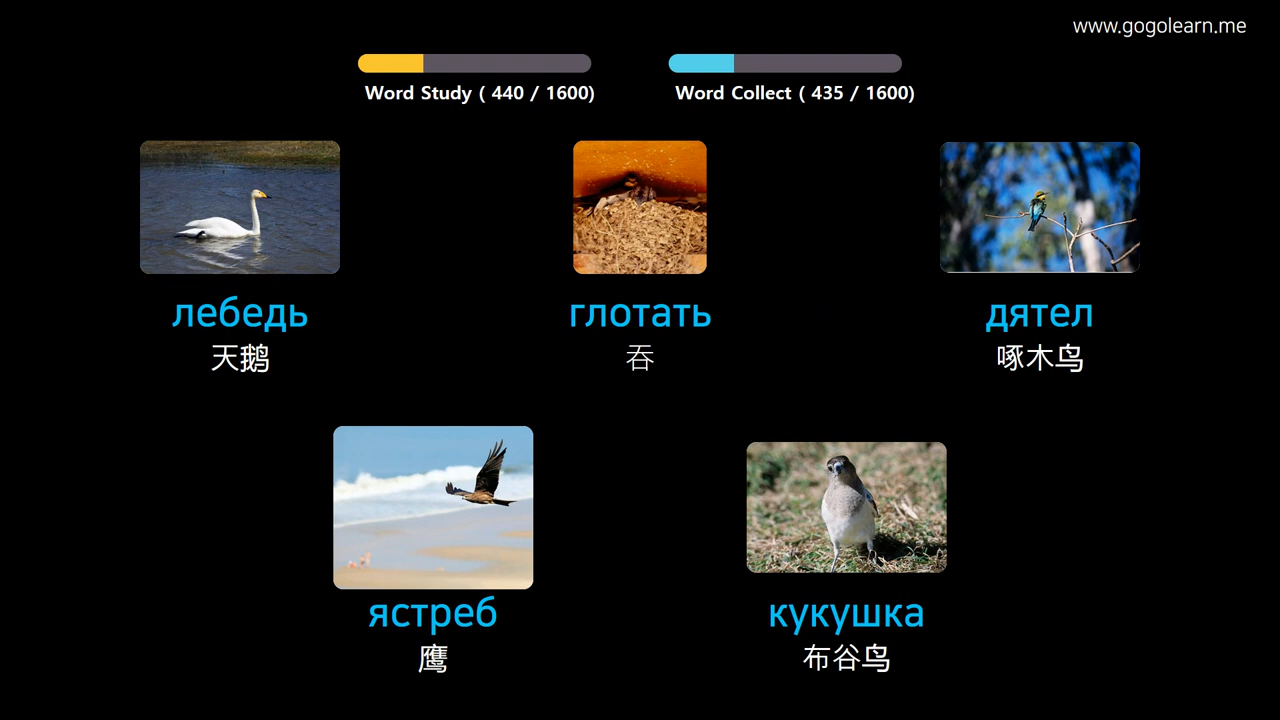 www.gogolearn.me
Word Study ( 440 / 1600)
Word Collect ( 435 / 1600)
лебедь
天鹅
глотать
吞
дятел
啄木鸟
ястреб
鹰
кукушка
布谷鸟